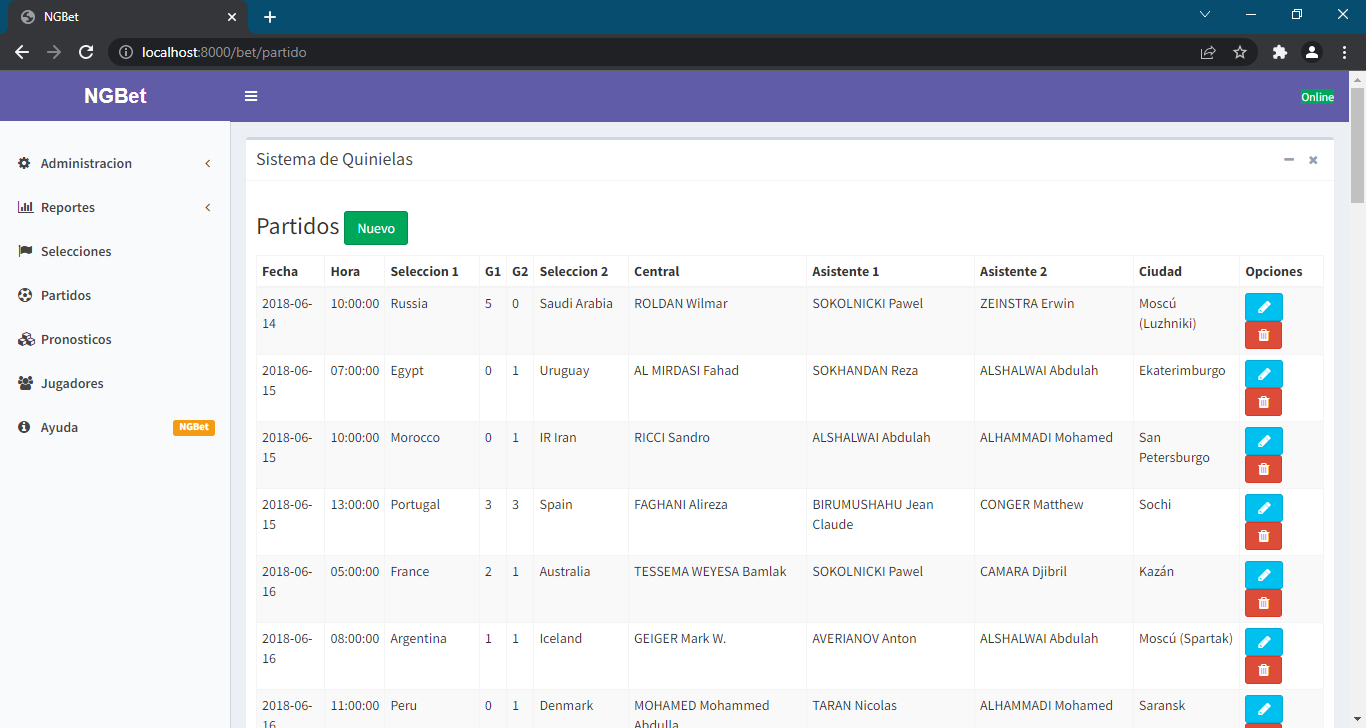 NGBet
localhost:8000/bet/partido
NGBet
Online
Administracion
Reportes
Selecciones
Partidos
Pronosticos
Jugadores
Ayuda NGBet
Sistema de Quinielas
Partidos Nuevo
Fecha Hora Seleccion 1 G1 G2 Seleccion 2 Central Asistente 1 Asistente 2 Ciudad Opciones
2018-06- 10:00:00 Russia 5 0 Saudi Arabia ROLDAN Wilmar SOKOLNICKI Pawel ZEINSTRA Erwin Moscú
14 (Luzhniki)
2018-06- 07:00:00 Egypt 0 1 Uruguay AL MIRDASI Fahad SOKHANDAN Reza ALSHALWAI Abdulah Ekaterimburgo
15
2018-06- 10:00:00 Morocco 0 1 IR Iran RICCI Sandro ALSHALWAI Abdulah ALHAMMADI Mohamed San
15 Petersburgo
2018-06- 13:00:00 Portugal 3 3 Spain FAGHANI Alireza BIRUMUSHAHU Jean CONGER Matthew Sochi
15 Claude
2018-06- 05:00:00 France 2 1 Australia TESSEMA WEYESA Bamlak SOKOLNICKI Pawel CAMARA Djibril Kazán
16
2018-06- 08:00:00 Argentina 1 1 Iceland GEIGER Mark W. AVERIANOV Anton ALSHALWAI Abdulah Moscú (Spartak)
16
2018-06- 11:00:00 Peru 0 1 Denmark MOHAMED Mohammed TARAN Nicolas ALHAMMADI Mohamed Saransk
16 Abdulla